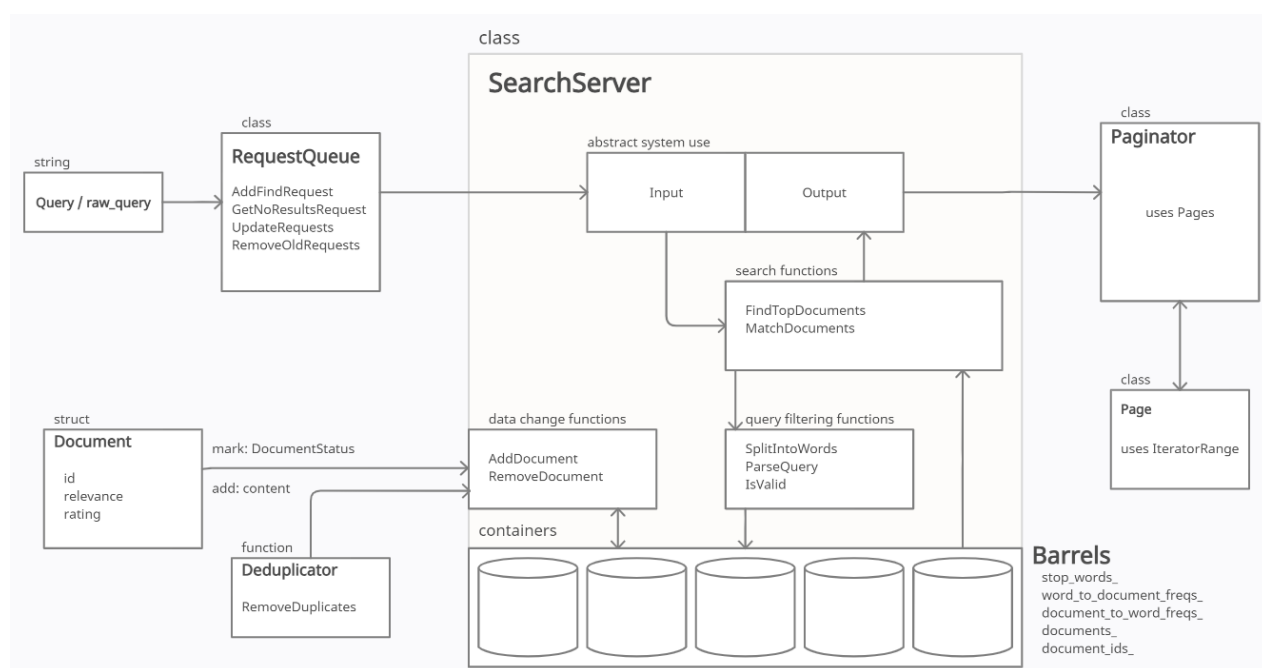 class
SearchServer
class
RequestQueue
AddFindRequest
GetNoResultsRequest
UpdateRequests
RemoveOldRequests
string
Query / raw_query
abstract system use
Input
Output
class
Paginator
uses Pages
search functions
FindTopDocuments
MatchDocuments
class
Page
uses IteratorRange
struct
Document
id
relevance
rating
mark: DocumentStatus
add: content
data change functions
AddDocument
RemoveDocument
query filtering functions
SplitIntoWords
ParseQuery
IsValid
function
Deduplicator
RemoveDuplicates
containers
Barrels
stop_words_
word_to_document_freqs_
document_to_word_freqs_
documents_
document_ids_